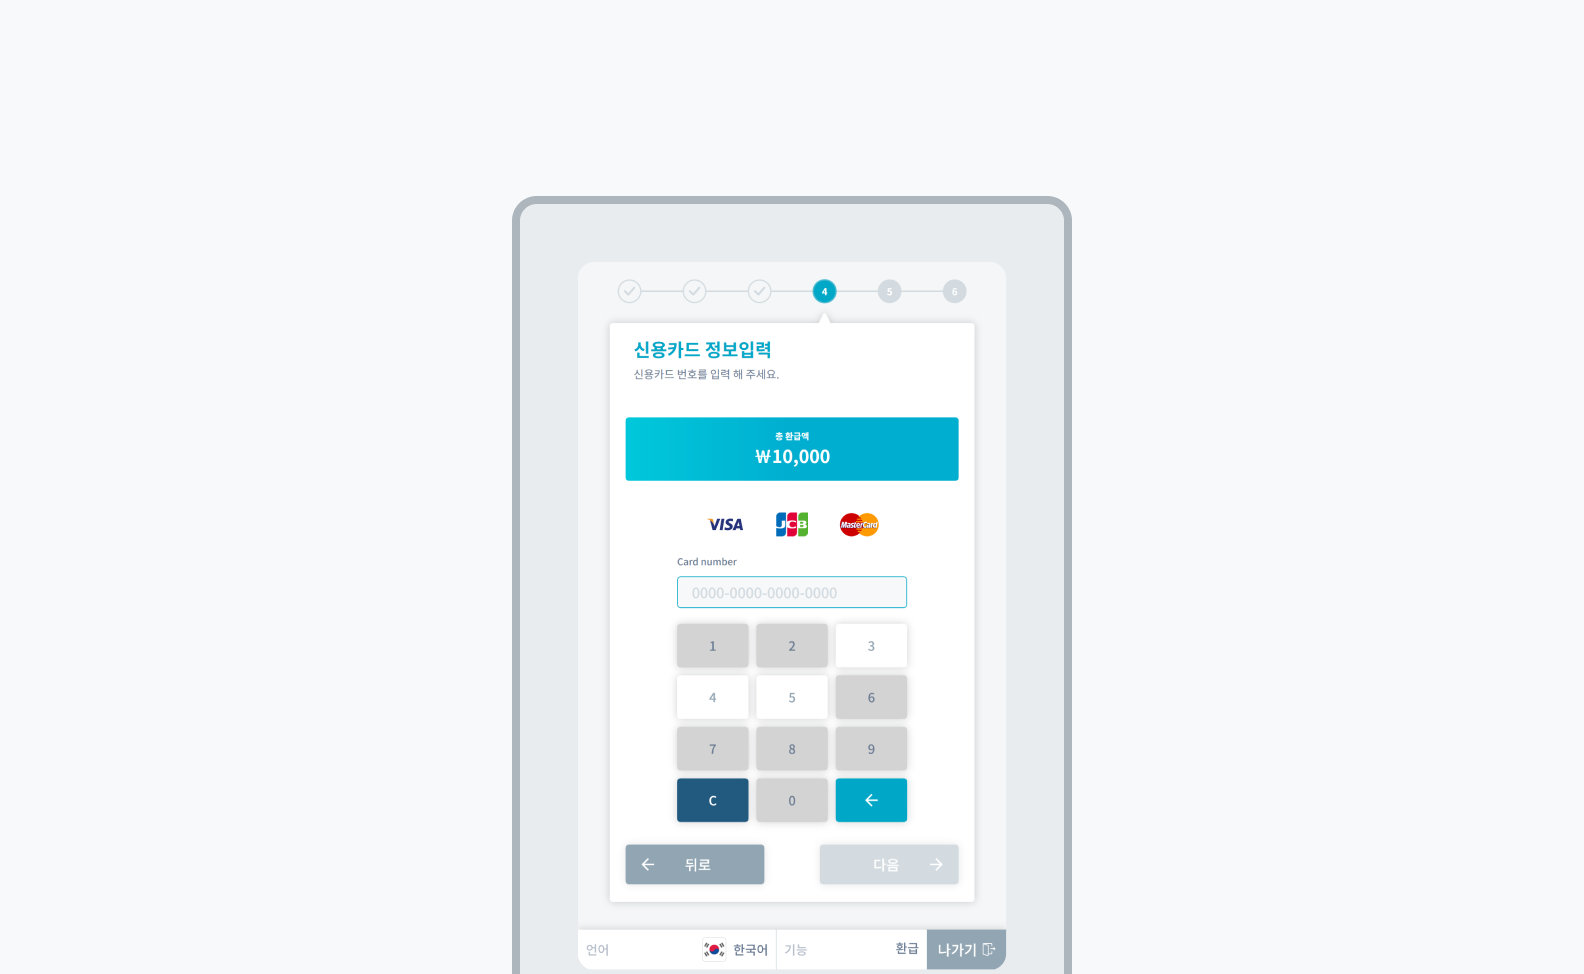 4
5
6
신용카드 정보입력
신용카드 번호를 입력 해 주세요.
총 환급액
₩10,000
VISA JCB MasterCard
Card number
0000-0000-0000-0000
1 2 3
4 5 6
7 8 9
C 0
뒤로 다음
언어 한국어 기능 환급 나가기